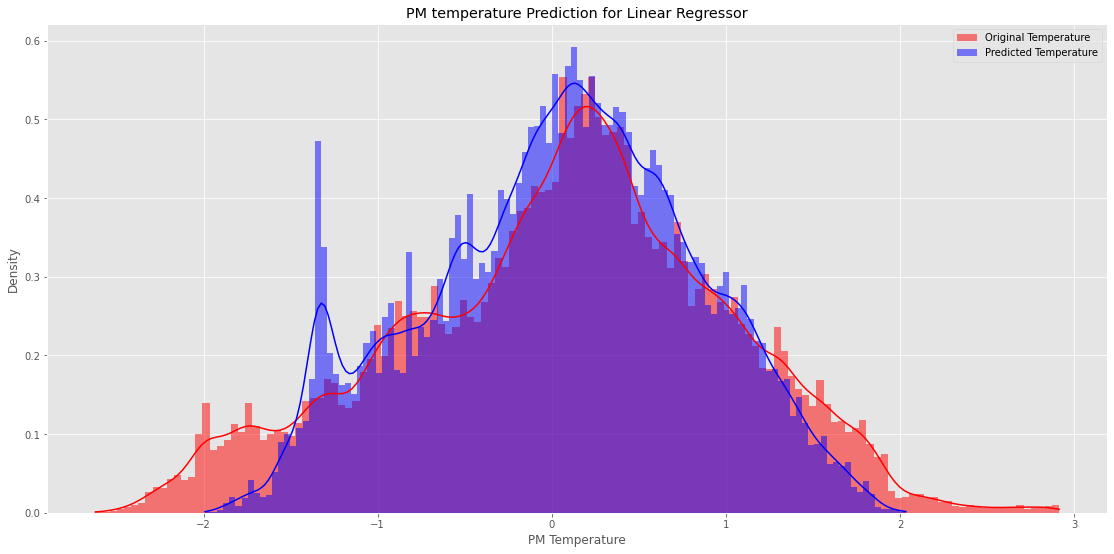 PM temperature Prediction for Linear Regressor
Original Temperature
Predicted Temperature
0.6
0.5
0.4
0.3
0.2
0.1
0.0
Density
−2
−1
0
1
2
3
PM Temperature